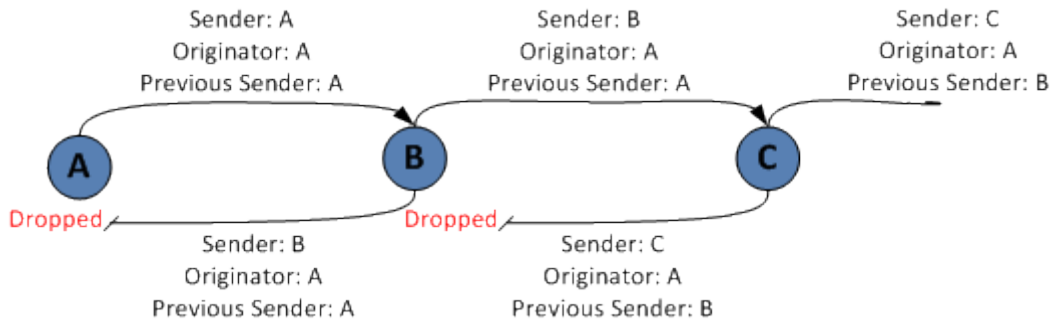 Sender: A
Originator: A
Previous Sender: A
Sender: B
Originator: A
Previous Sender: A
Sender: C
Originator: A
Previous Sender: B
A
B
C
Dropped
Dropped
Sender: B
Originator: A
Previous Sender: A
Sender: C
Originator: A
Previous Sender: B